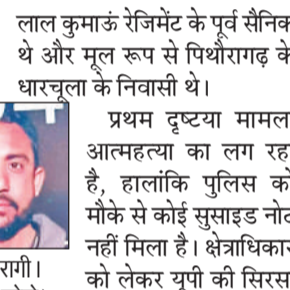 लाल कुमाऊं रेजिमेंट के पूर्व सैनिक
थे और मूल रूप से पिथौरागढ़ के
धारचूला के निवासी थे।
प्रथम दृष्टया मामला
आत्महत्या का लग रहा
है, हालांकि पुलिस को
मौके से कोई सुसाइड नोट
नहीं मिला है। क्षेत्राधिकार
रागी।
को लेकर यूपी की सिरसा